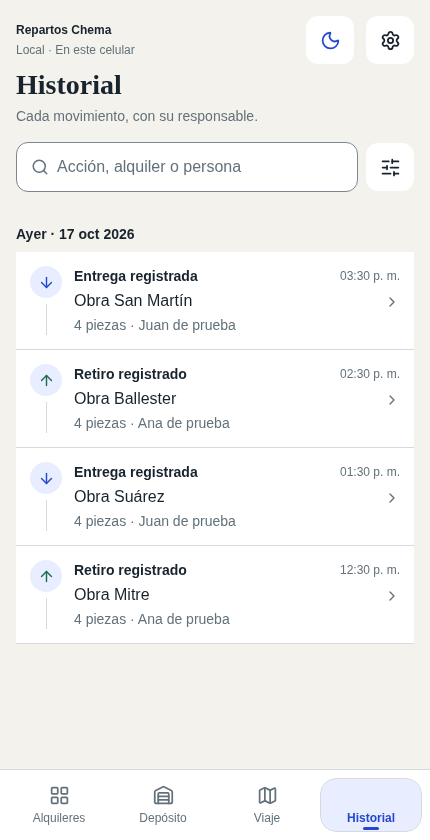 Repartos Chema
Local · En este celular
Historial
Cada movimiento, con su responsable.
Acción, alquiler o persona
Ayer · 17 oct 2026
Entrega registrada
03:30 p. m.
Obra San Martín
4 piezas · Juan de prueba
Retiro registrado
02:30 p. m.
Obra Ballester
4 piezas · Ana de prueba
Entrega registrada
01:30 p. m.
Obra Suárez
4 piezas · Juan de prueba
Retiro registrado
12:30 p. m.
Obra Mitre
4 piezas · Ana de prueba
Alquileres
Depósito
Viaje
Historial